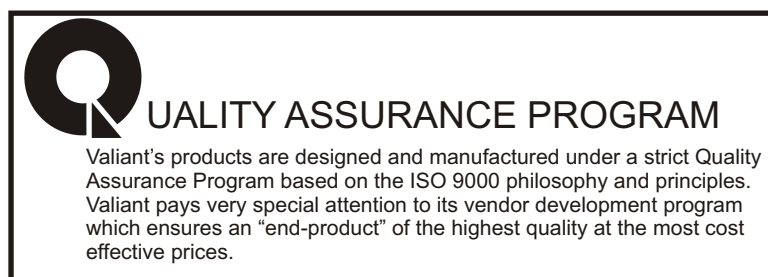 QUALITY ASSURANCE PROGRAM
Valiant's products are designed and manufactured under a strict Quality
Assurance Program based on the ISO 9000 philosophy and principles.
Valiant pays very special attention to its vendor development program
which ensures an “end-product” of the highest quality at the most cost
effective prices.